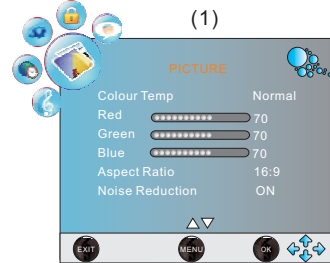 (1)
PICTURE
Colour Temp Normal
Red 70
Green 70
Blue 70
Aspect Ratio 16:9
Noise Reduction ON
EXIT MENU OK